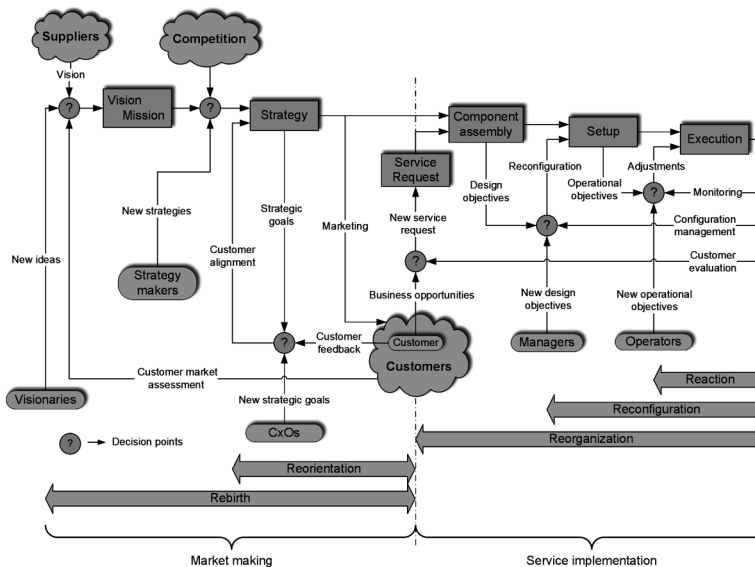 Suppliers
Competition
Vision
?
Vision
Mission
?
Strategy
Component
assembly
Setup
Execution
Service
Request
Reconfiguration
Adjustments
Design
objectives
Operational
objectives
?
Monitoring
New strategies
Strategic
goals
Marketing
New service
request
?
Configuration
management
New ideas
Customer
alignment
?
Customer
evaluation
Strategy
makers
Business opportunities
New design
objectives
New operational
objectives
?
Customer
feedback
Customer
Customers
Managers
Operators
Customer market
assessment
Reaction
Visionaries
New strategic goals
Reconfiguration
CxOs
? Decision points
Reorganization
Reorientation
Rebirth
Market making
Service implementation